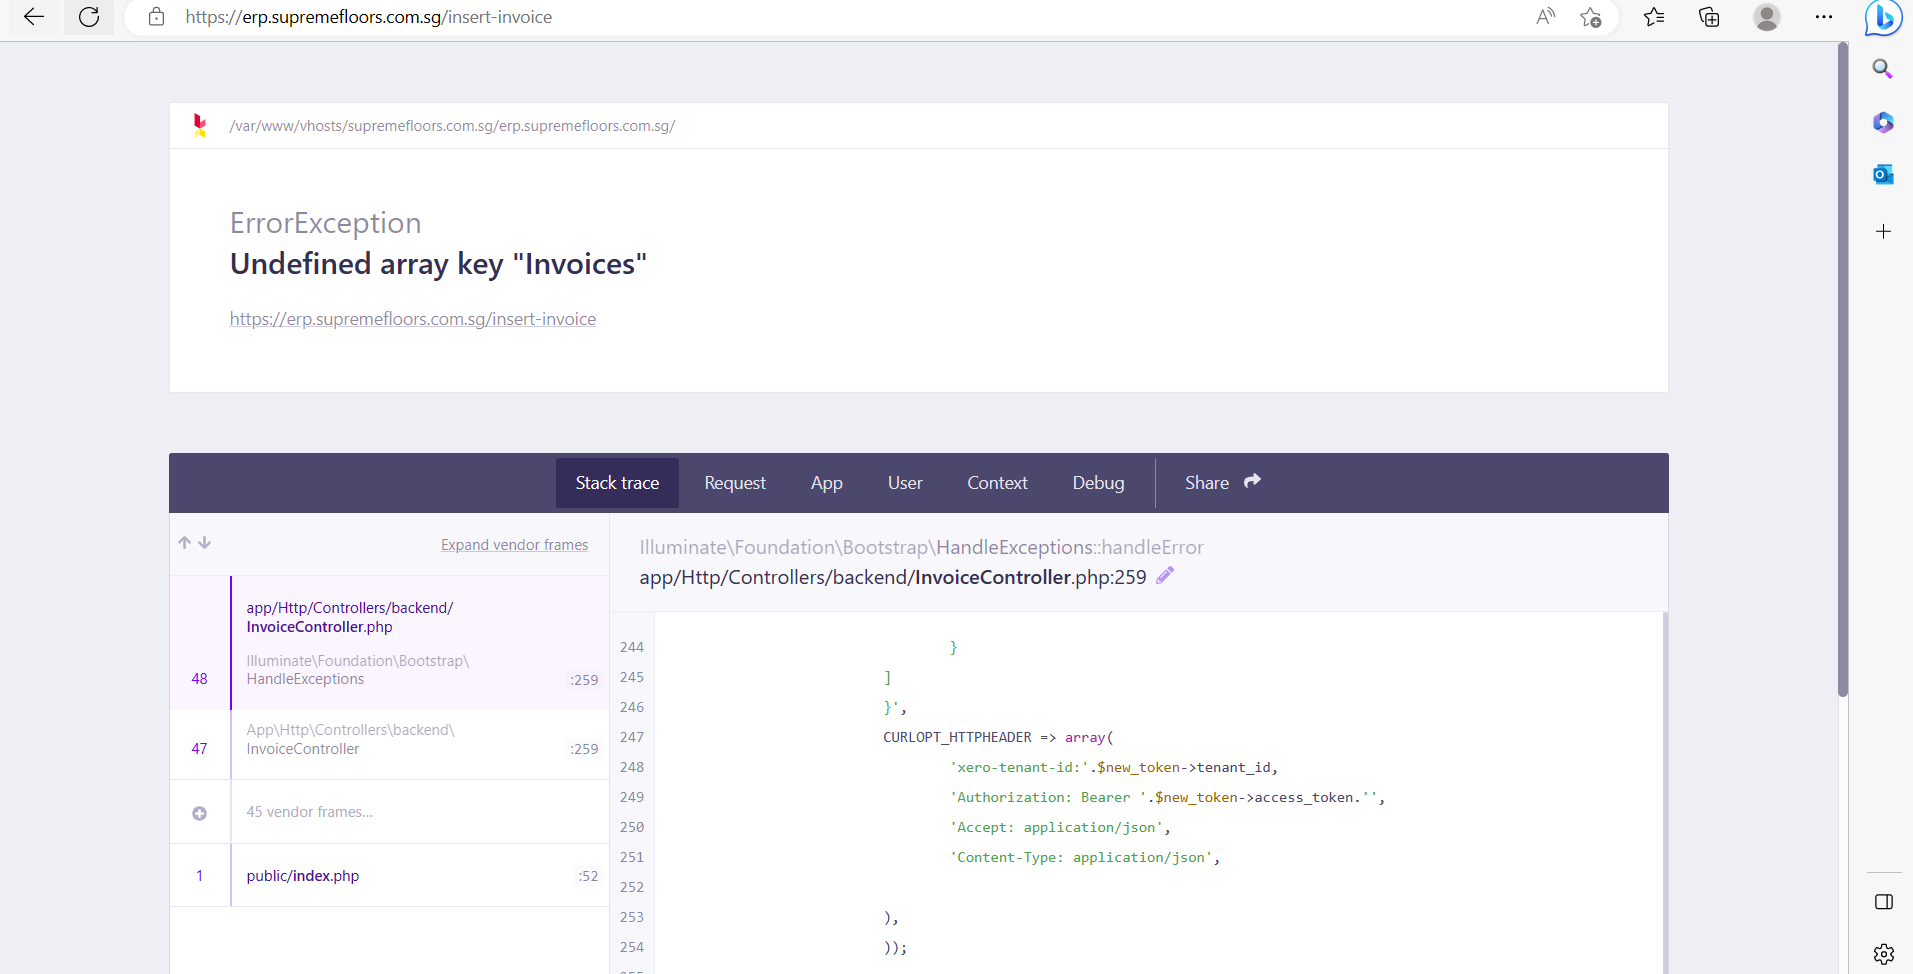 https://erp.supremefloors.com.sg/insert-invoice
/var/www/vhosts/supremefloors.com.sg/erp.supremefloors.com.sg/
ErrorException
Undefined array key "Invoices"
https://erp.supremefloors.com.sg/insert-invoice
Stack trace Request App User Context Debug Share
Expand vendor frames
app/Http/Controllers/backend/
InvoiceController.php
Illuminate\Foundation\Bootstrap\
48 HandleExceptions :259
App\Http\Controllers\backend\
47 InvoiceController :259
45 vendor frames...
1 public/index.php :52
Illuminate\Foundation\Bootstrap\HandleExceptions::handleError
app/Http/Controllers/backend/InvoiceController.php:259
244 }
245 ]
246 }',
247 CURLOPT_HTTPHEADER => array(
248 'xero-tenant-id:'.$new_token->tenant_id,
249 'Authorization: Bearer '.$new_token->access_token.'',
250 'Accept: application/json',
251 'Content-Type: application/json',
252
253 ),
254 ));